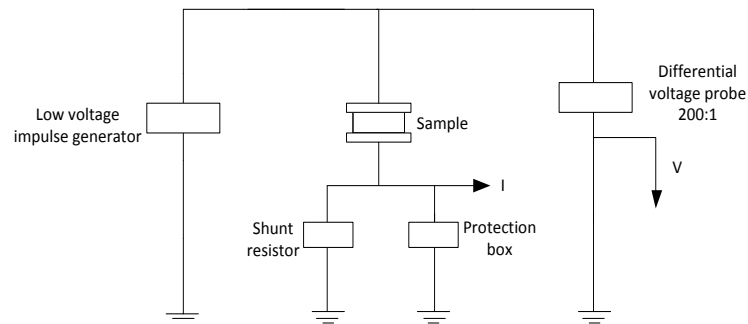 Low voltage
impulse generator
Sample
Differential
voltage probe
200:1
V
I
Shunt
resistor
Protection
box